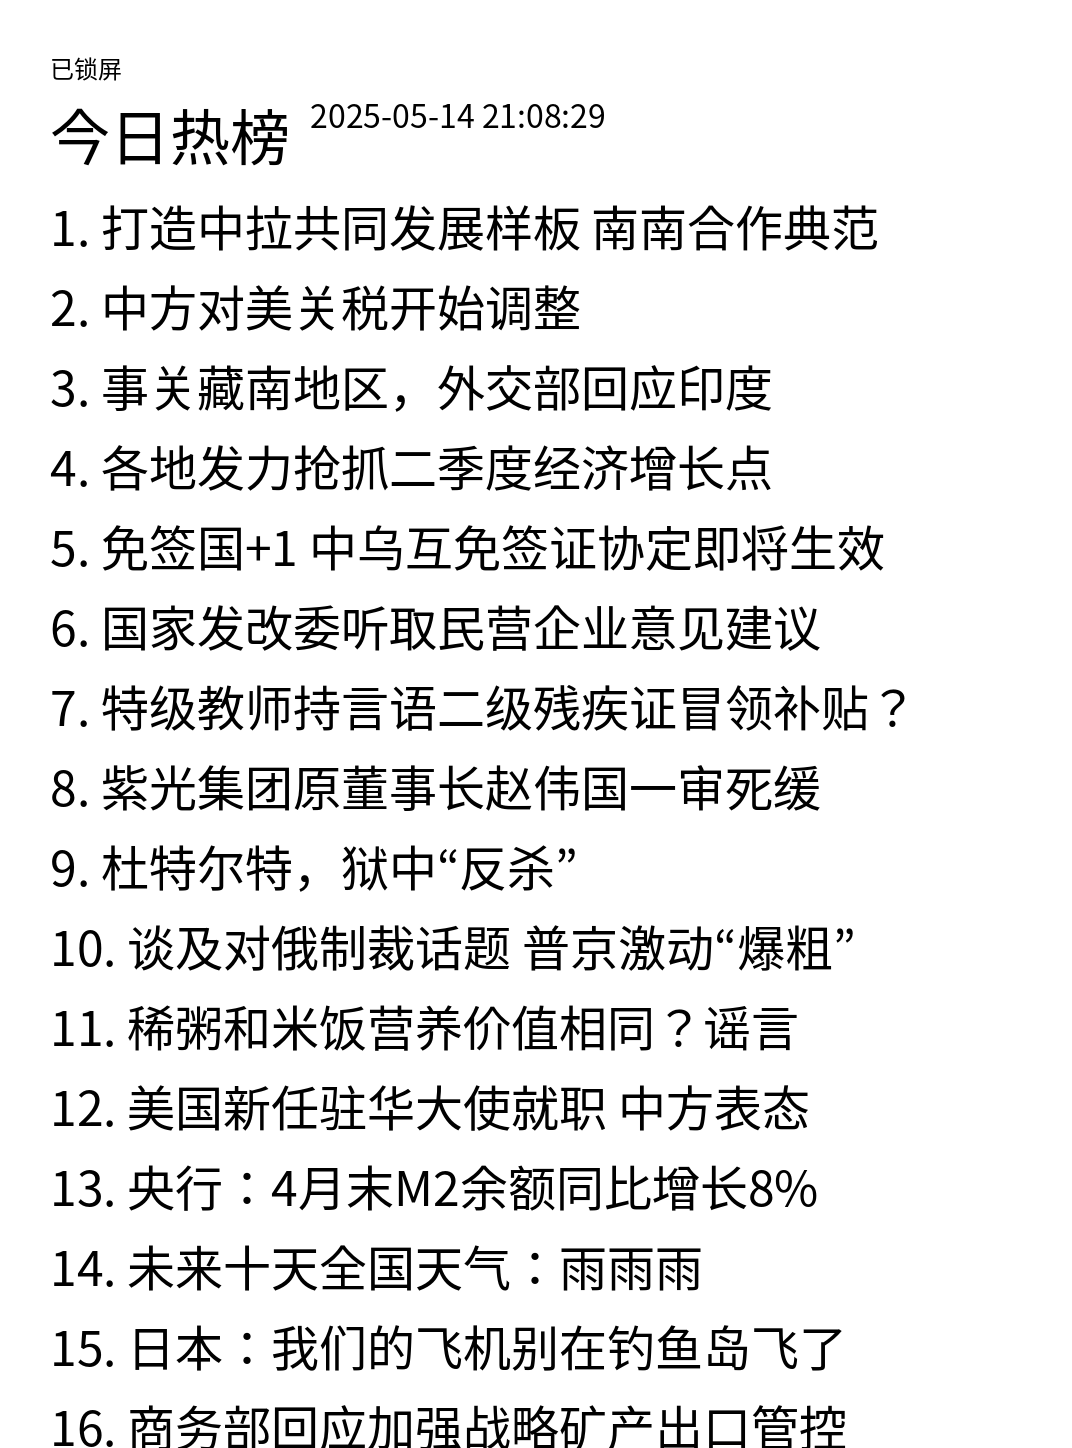 已锁屏
今日热榜 2025-05-14 21:08:29
1. 打造中拉共同发展样板 南南合作典范
2. 中方对美关税开始调整
3. 事关藏南地区，外交部回应印度
4. 各地发力抢抓二季度经济增长点
5. 免签国+1 中乌互免签证协定即将生效
6. 国家发改委听取民营企业意见建议
7. 特级教师持言语二级残疾证冒领补贴？
8. 紫光集团原董事长赵伟国一审死缓
9. 杜特尔特，狱中“反杀”
10. 谈及对俄制裁话题 普京激动“爆粗”
11. 稀粥和米饭营养价值相同？谣言
12. 美国新任驻华大使就职 中方表态
13. 央行：4月末M2余额同比增长8%
14. 未来十天全国天气：雨雨雨
15. 日本：我们的飞机别在钓鱼岛飞了
16. 商务部回应加强战略矿产出口管控